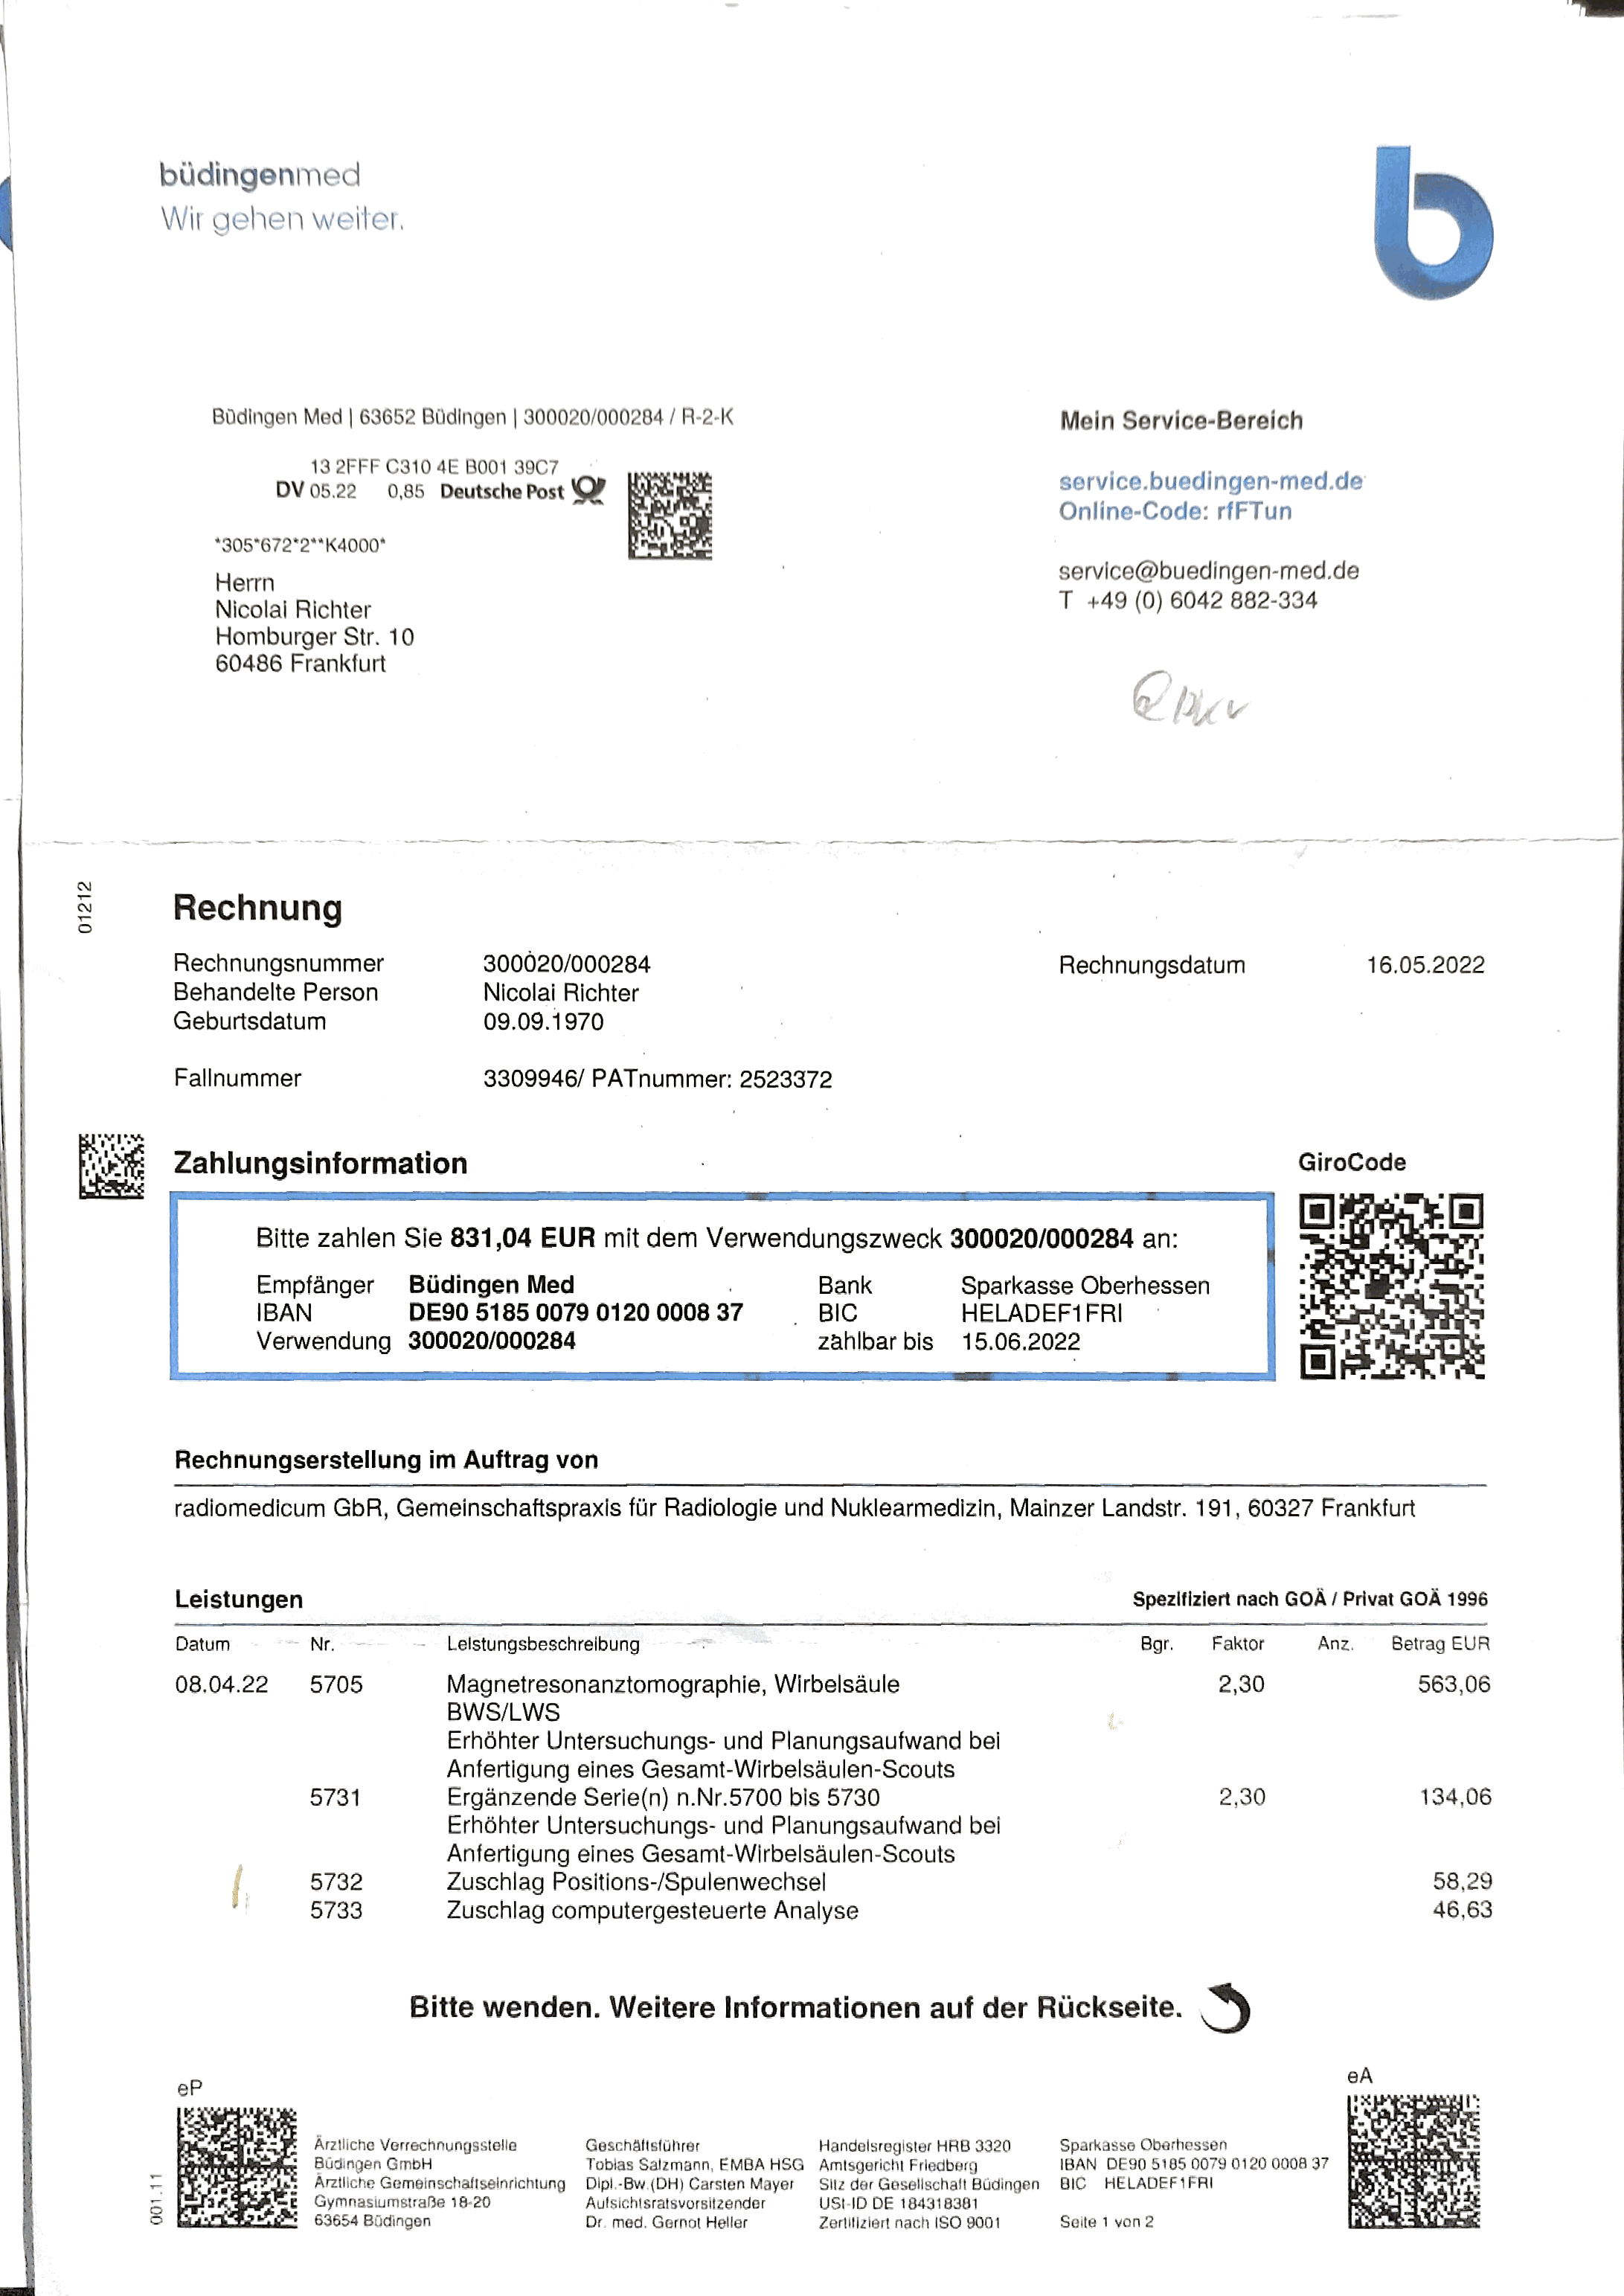 büdingenmed
Wir gehen weiter.
Büdingen Med | 63652 Büdingen | 300020/000284 / R-2-K
13 2FFF C310 4E B001 39C7
DV 05.22 0,85 Deutsche Post
*305*672*2**K4000*
Herrn
Nicolai Richter
Homburger Str. 10
60486 Frankfurt
Mein Service-Bereich
service.buedingen-med.de
Online-Code: rfFTun
service@buedingen-med.de
T +49 (0) 6042 882-334
01212
Rechnung
Rechnungsnummer 300020/000284 Rechnungsdatum 16.05.2022
Behandelte Person Nicolai Richter
Geburtsdatum 09.09.1970
Fallnummer 3309946/ PATnummer: 2523372
Zahlungsinformation
GiroCode
Bitte zahlen Sie 831,04 EUR mit dem Verwendungszweck 300020/000284 an:
Empfänger Büdingen Med Bank Sparkasse Oberhessen
IBAN DE90 5185 0079 0120 0008 37 BIC HELADEF1FRI
Verwendung 300020/000284 zahlbar bis 15.06.2022
Rechnungserstellung im Auftrag von
radiomedicum GbR, Gemeinschaftspraxis für Radiologie und Nuklearmedizin, Mainzer Landstr. 191, 60327 Frankfurt
Leistungen Spezifiziert nach GOÄ / Privat GOÄ 1996
Datum Nr. Leistungsbeschreibung Bgr. Faktor Anz. Betrag EUR
08.04.22 5705 Magnetresonanztomographie, Wirbelsäule 2,30 563,06
BWS/LWS
Erhöhter Untersuchungs- und Planungsaufwand bei
Anfertigung eines Gesamt-Wirbelsäulen-Scouts
5731 Ergänzende Serie(n) n.Nr.5700 bis 5730 2,30 134,06
Erhöhter Untersuchungs- und Planungsaufwand bei
Anfertigung eines Gesamt-Wirbelsäulen-Scouts
5732 Zuschlag Positions-/Spulenwechsel 58,29
5733 Zuschlag computergesteuerte Analyse 46,63
Bitte wenden. Weitere Informationen auf der Rückseite.
eP
eA
001.11
Ärztliche Verrechnungsstelle
Büdingen GmbH
Ärztliche Gemeinschaftseinrichtung
Gymnasiumstraße 18-20
63654 Büdingen
Geschäftsführer
Tobias Salzmann, EMBA HSG
Dipl.-Bw.(DH) Carsten Mayer
Aufsichtsratsvorsitzender
Dr. med. Gernot Heller
Handelsregister HRB 3320
Amtsgericht Friedberg
Sitz der Gesellschaft Büdingen
USt-ID DE 184318381
Zertifiziert nach ISO 9001
Sparkasse Oberhessen
IBAN DE90 5185 0079 0120 0008 37
BIC HELADEF1FRI
Seite 1 von 2